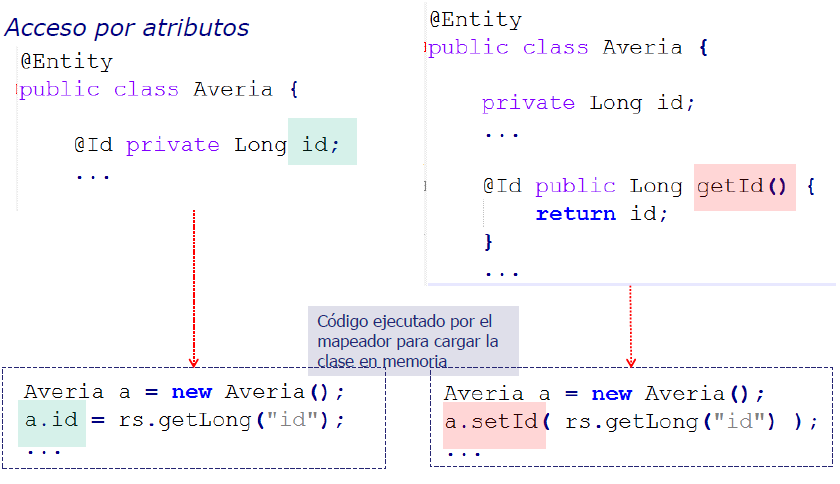 Acceso por atributos
@Entity
public class Averia {
@Id private Long id;
...
@Entity
public class Averia {
private Long id;
...
@Id public Long getId() {
return id;
}
...
Código ejecutado por el
mapeador para cargar la
clase en memoria
Averia a = new Averia();
a.id = rs.getLong("id");
...
Averia a = new Averia();
a.setId( rs.getLong("id") );
...